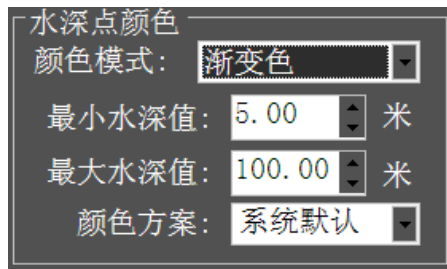 水深点颜色
颜色模式: 渐变色
最小水深值: 5.00 米
最大水深值: 100.00 米
颜色方案: 系统默认